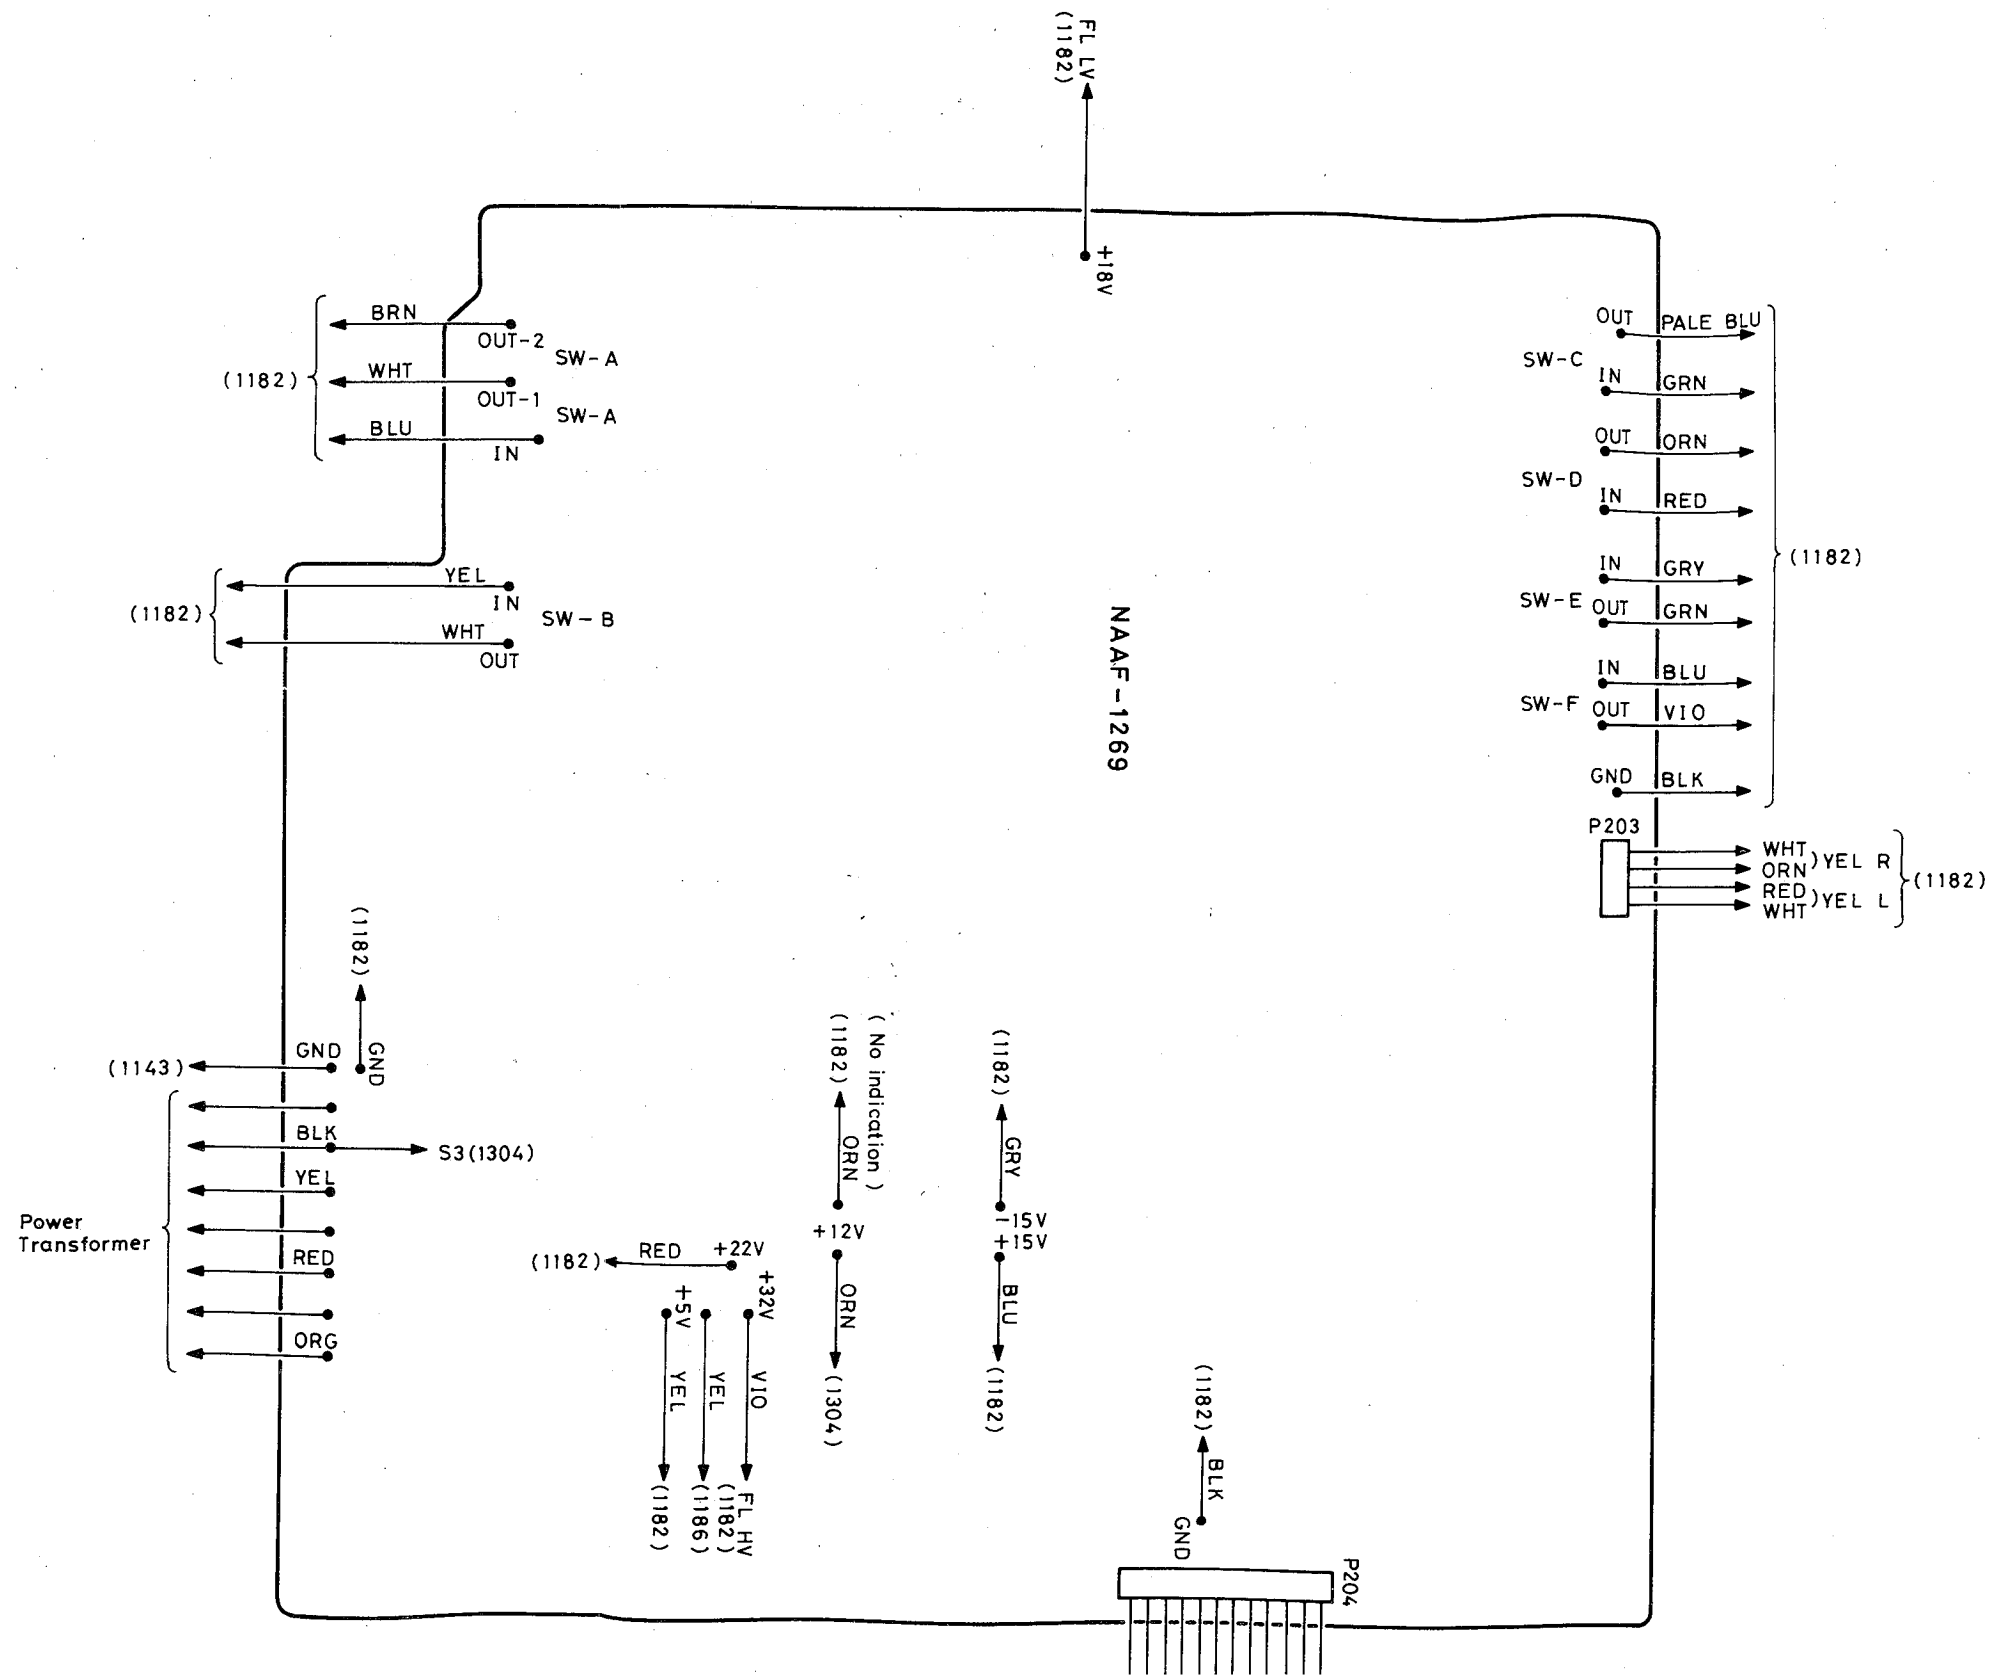 FL LV
(1182)
+18V
BRN
OUT-2
SW-A
WHT
OUT-1
SW-A
BLU
IN
(1182)
YEL
IN
SW-B
WHT
OUT
(1182)
OUT
PALE BLU
SW-C
IN
GRN
OUT
ORN
SW-D
IN
RED
IN
GRY
SW-E
OUT
GRN
IN
BLU
SW-F
OUT
VIO
GND
BLK
(1182)
NAAF-1269
P203
WHT
ORN
)YEL R
RED
WHT
)YEL L
(1182)
(1182)
GND
(1143)
GND
BLK
S3(1304)
YEL
RED
ORG
Power
Transformer
(No indication)
(1182)
ORN
+12V
ORN
(1304)
(1182)
GRY
-15V
+15V
BLU
(1182)
(1182)
RED
+22V
+32V
+5V
YEL
YEL
VIO
(1182)
(1186)
FL HV
(1182)
(1182)
BLK
GND
P204